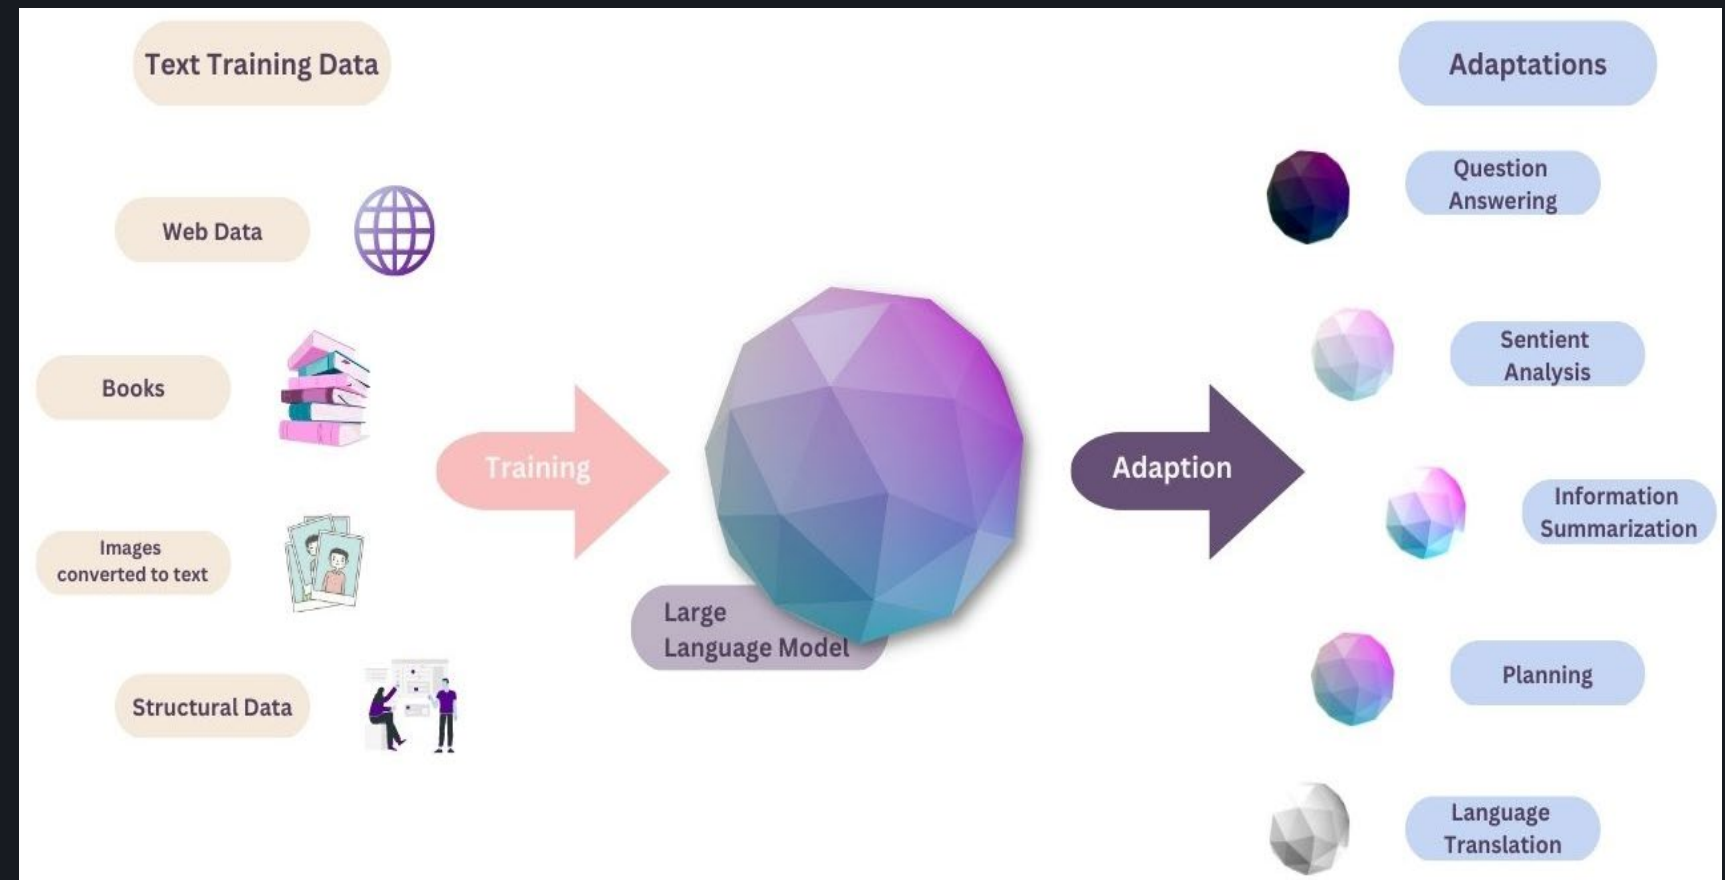 Text Training Data
Web Data
Books
Images
converted to text
Structural Data
Training
Large
Language Model
Adaption
Adaptations
Question
Answering
Sentient
Analysis
Information
Summarization
Planning
Language
Translation